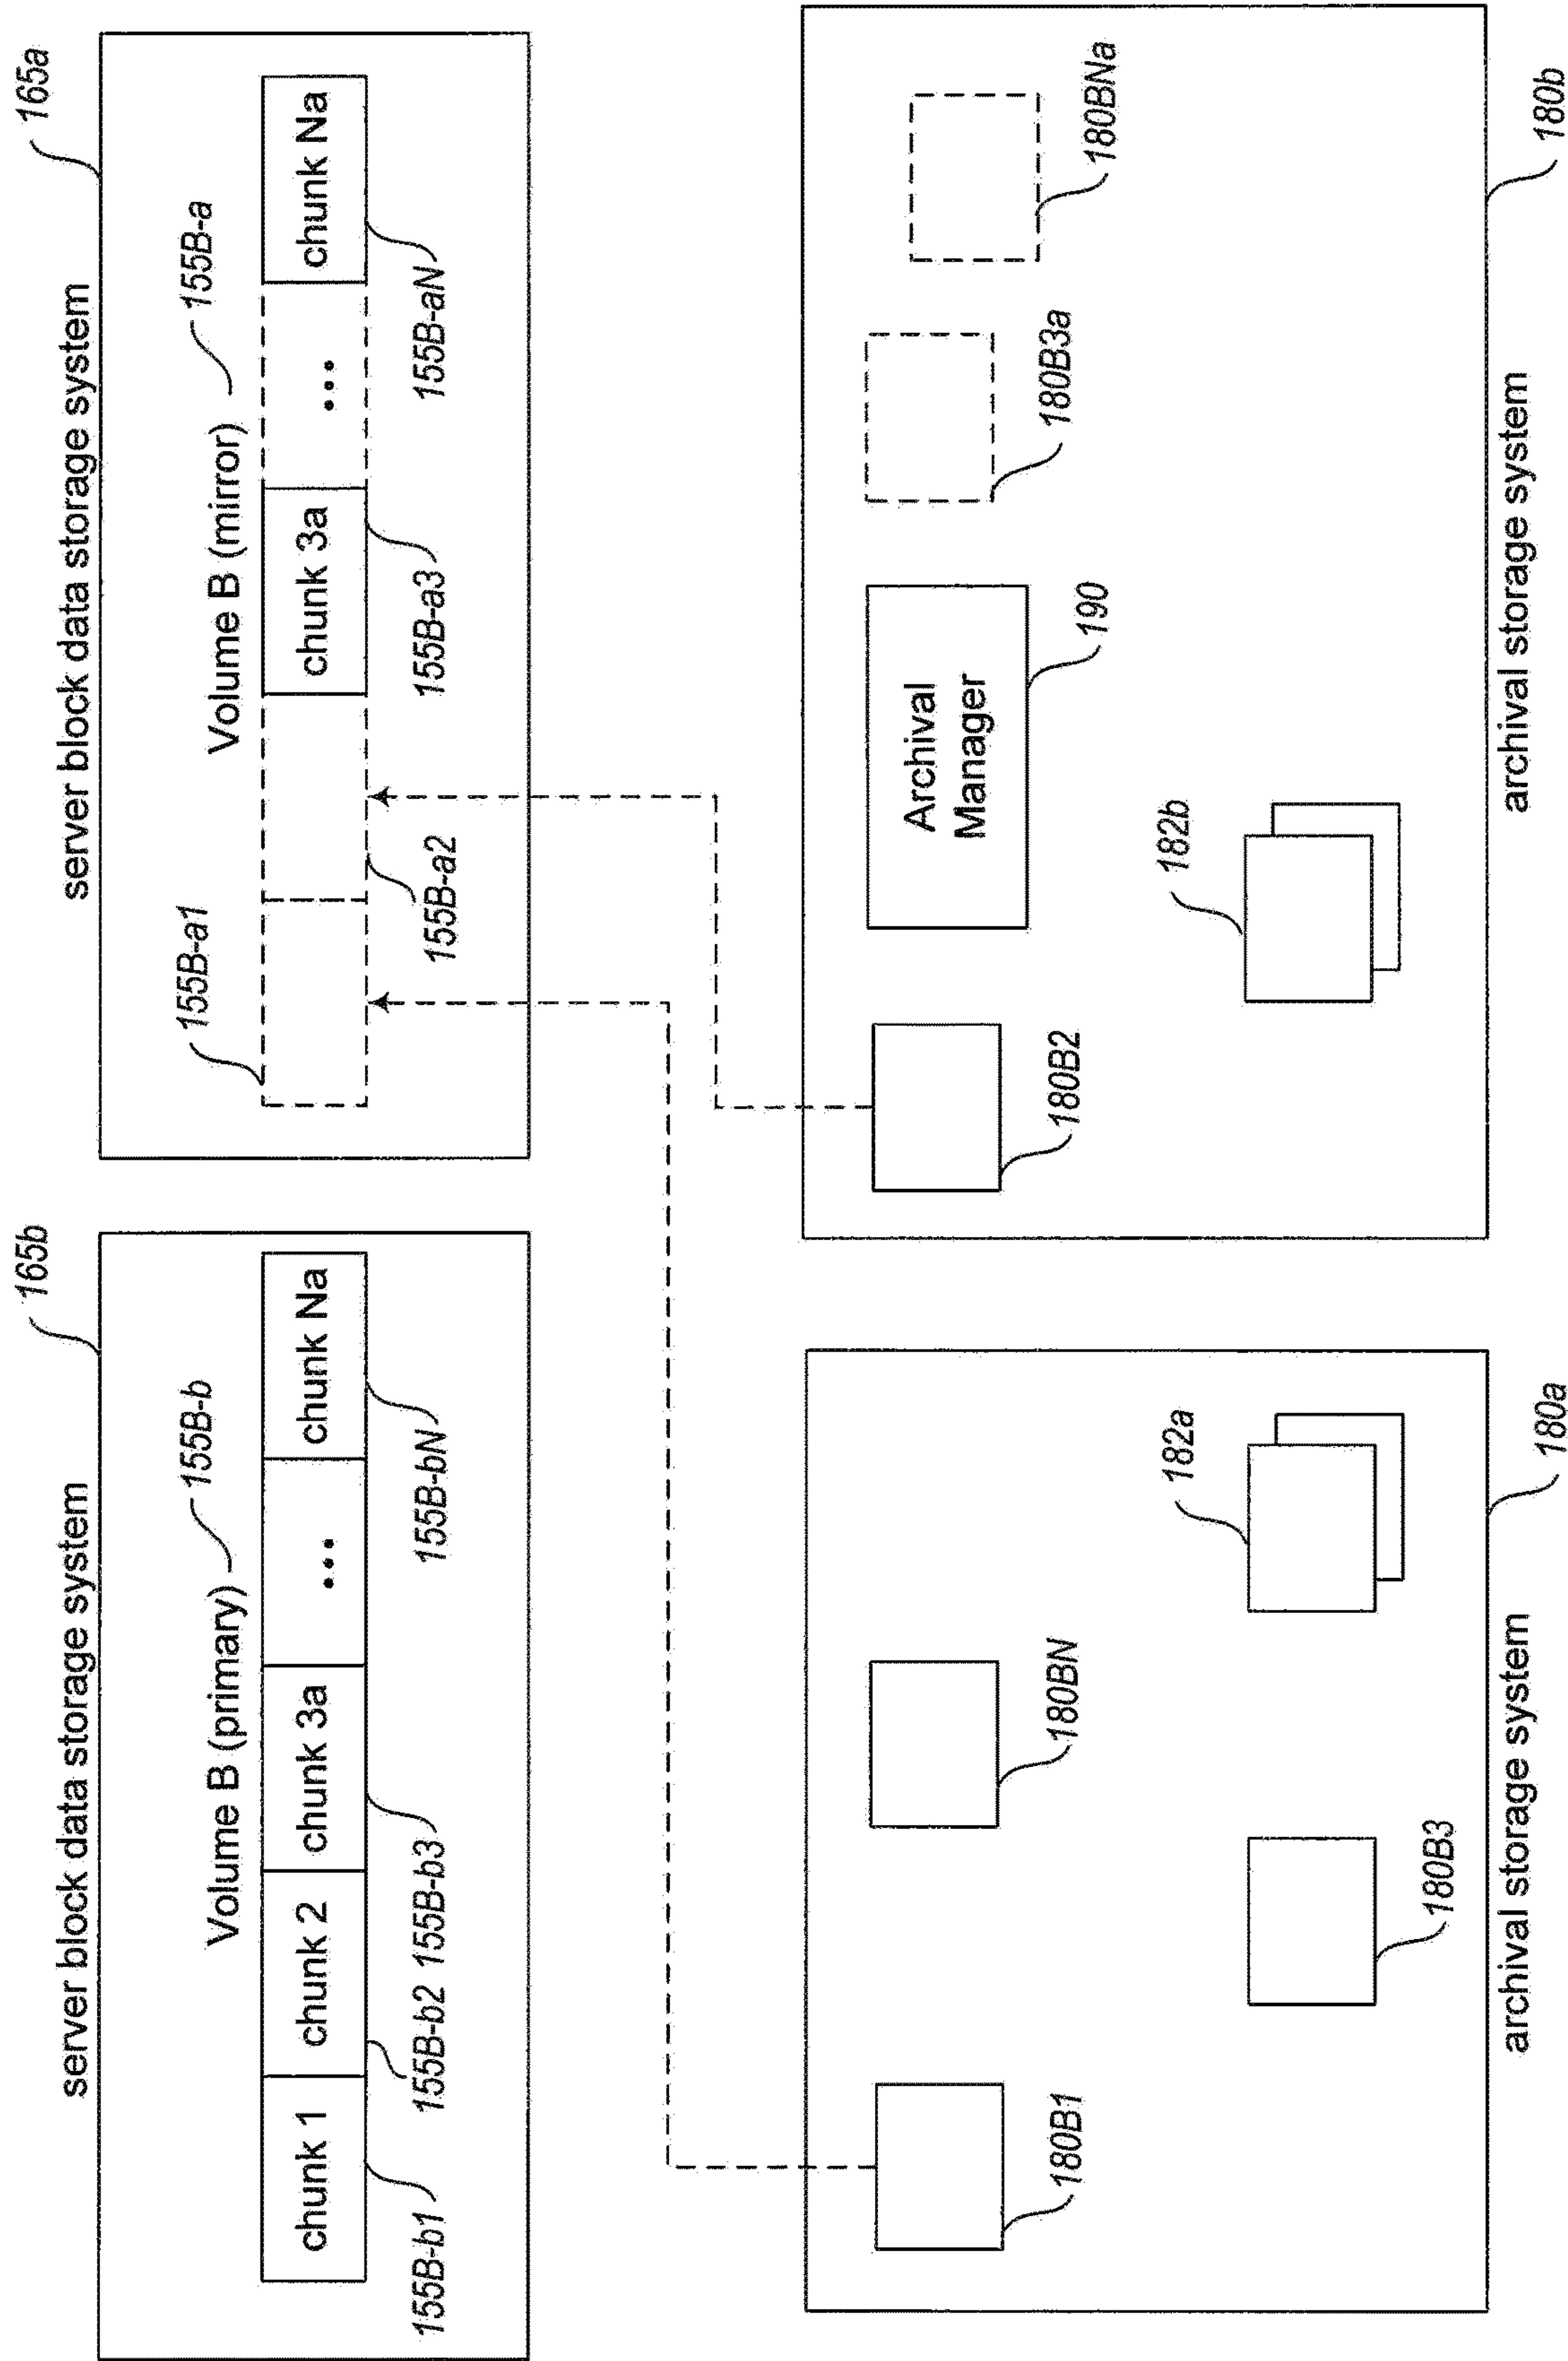 server block data storage system
165b
Volume B (primary)
155B-b
chunk 1
chunk 2
chunk 3a
...
chunk Na
155B-b1
155B-b2
155B-b3
155B-bN
server block data storage system
165a
155B-a1
Volume B (mirror)
155B-a
chunk 3a
...
chunk Na
155B-a2
155B-a3
155B-aN
180B1
180BN
180B3
182a
archival storage system
180a
180B2
Archival
Manager
190
180B3a
180BNa
182b
archival storage system
180b